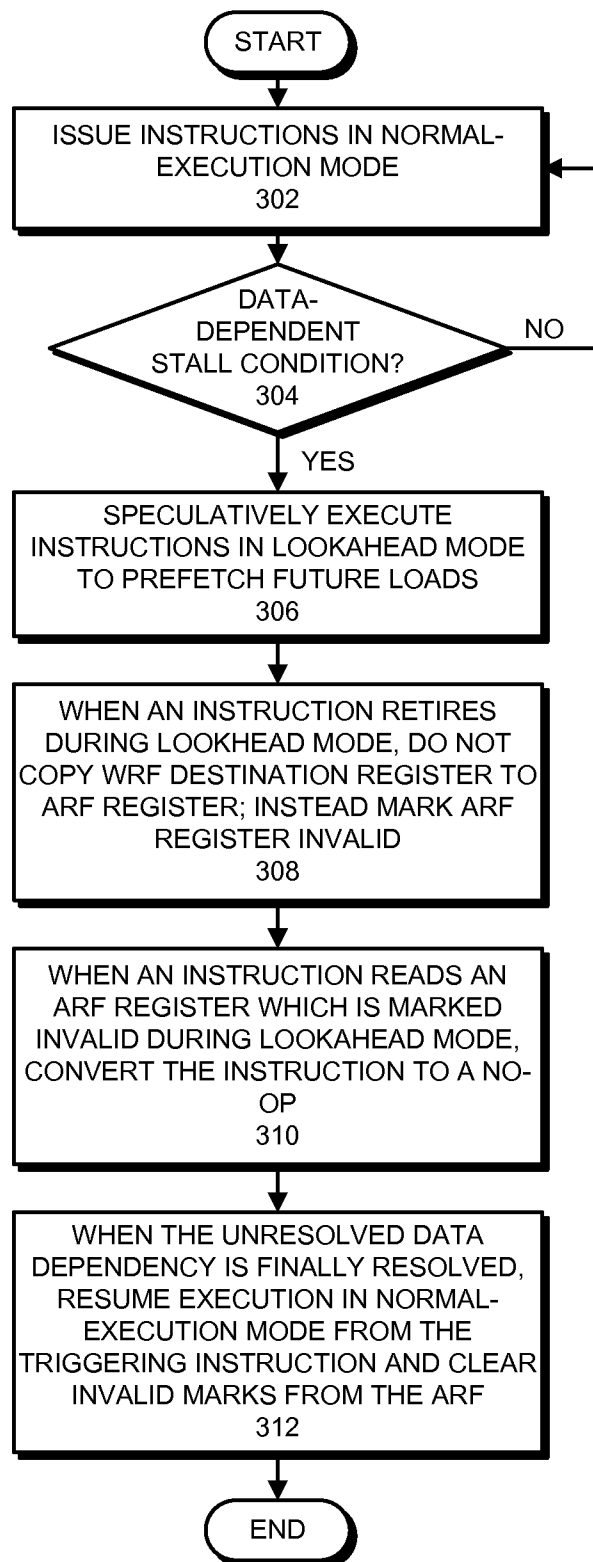 START
ISSUE INSTRUCTIONS IN NORMAL-
EXECUTION MODE
302
DATA-
DEPENDENT
STALL CONDITION?
304
NO
YES
SPECULATIVELY EXECUTE
INSTRUCTIONS IN LOOKAHEAD MODE
TO PREFETCH FUTURE LOADS
306
WHEN AN INSTRUCTION RETIRES
DURING LOOKHEAD MODE, DO NOT
COPY WRF DESTINATION REGISTER TO
ARF REGISTER; INSTEAD MARK ARF
REGISTER INVALID
308
WHEN AN INSTRUCTION READS AN
ARF REGISTER WHICH IS MARKED
INVALID DURING LOOKAHEAD MODE,
CONVERT THE INSTRUCTION TO A NO-
OP
310
WHEN THE UNRESOLVED DATA
DEPENDENCY IS FINALLY RESOLVED,
RESUME EXECUTION IN NORMAL-
EXECUTION MODE FROM THE
TRIGGERING INSTRUCTION AND CLEAR
INVALID MARKS FROM THE ARF
312
END